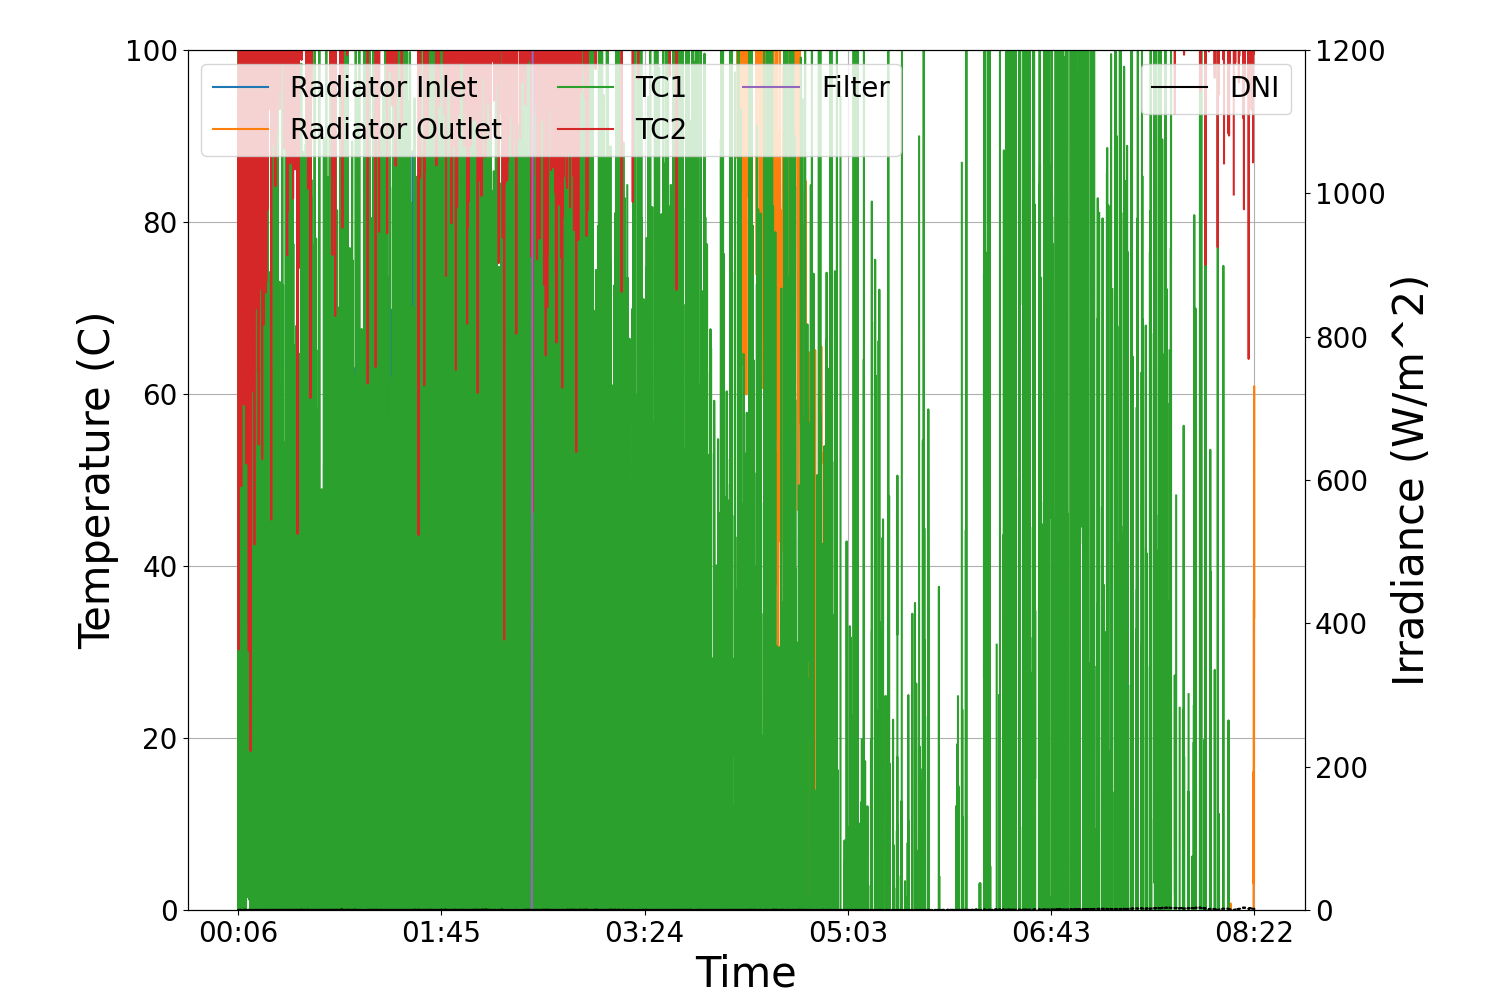 100
80
60
40
20
0
Temperature (C)
Radiator Inlet
Radiator Outlet
TC1
TC2
Filter
DNI
1200
1000
800
600
400
200
0
Irradiance (W/m^2)
00:06 01:45 03:24 05:03 06:43 08:22
Time